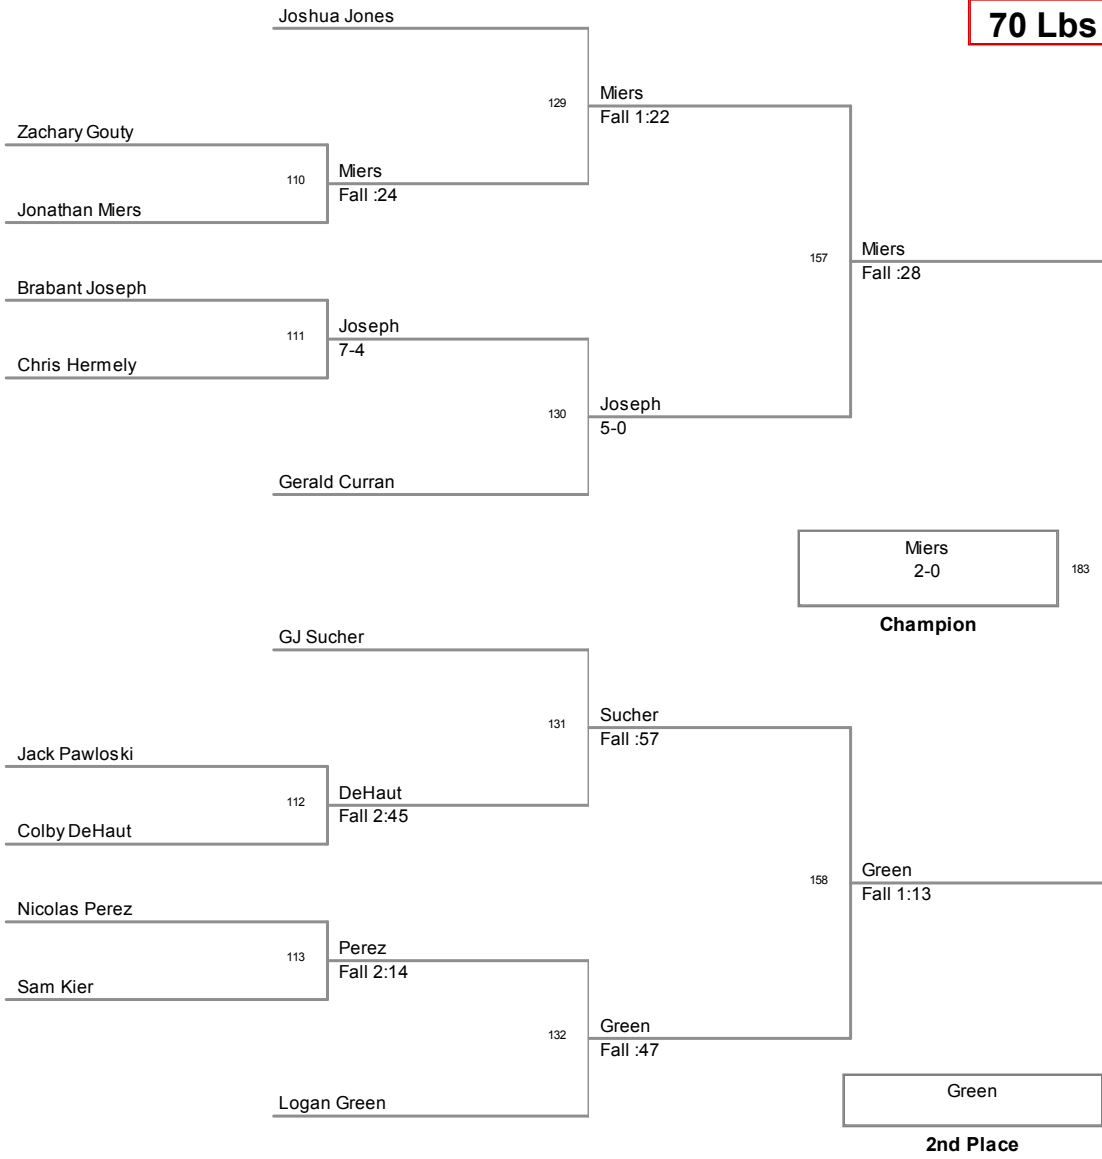 Joshua Jones
70 Lbs
129
Miers
Fall 1:22
Zachary Gouty
110
Miers
Fall :24
Jonathan Miers
157
Miers
Fall :28
Brabant Joseph
111
Joseph
7-4
Chris Hermely
130
Joseph
5-0
Gerald Curran
Miers
2-0
183
Champion
GJ Sucher
131
Sucher
Fall :57
Jack Pawloski
112
DeHaut
Fall 2:45
Colby DeHaut
158
Green
Fall 1:13
Nicolas Perez
113
Perez
Fall 2:14
Sam Kier
132
Green
Fall :47
Logan Green
Green
2nd Place